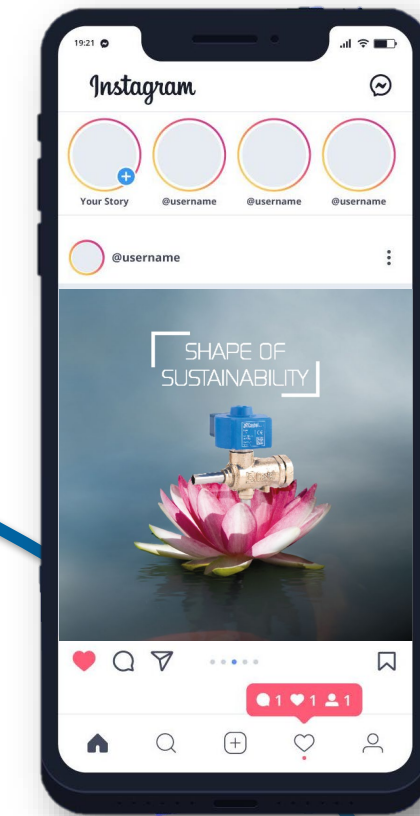 19:21
Instagram
Your Story
@username
@username
@username
@username
SHAPE OF
SUSTAINABILITY
1 1 1